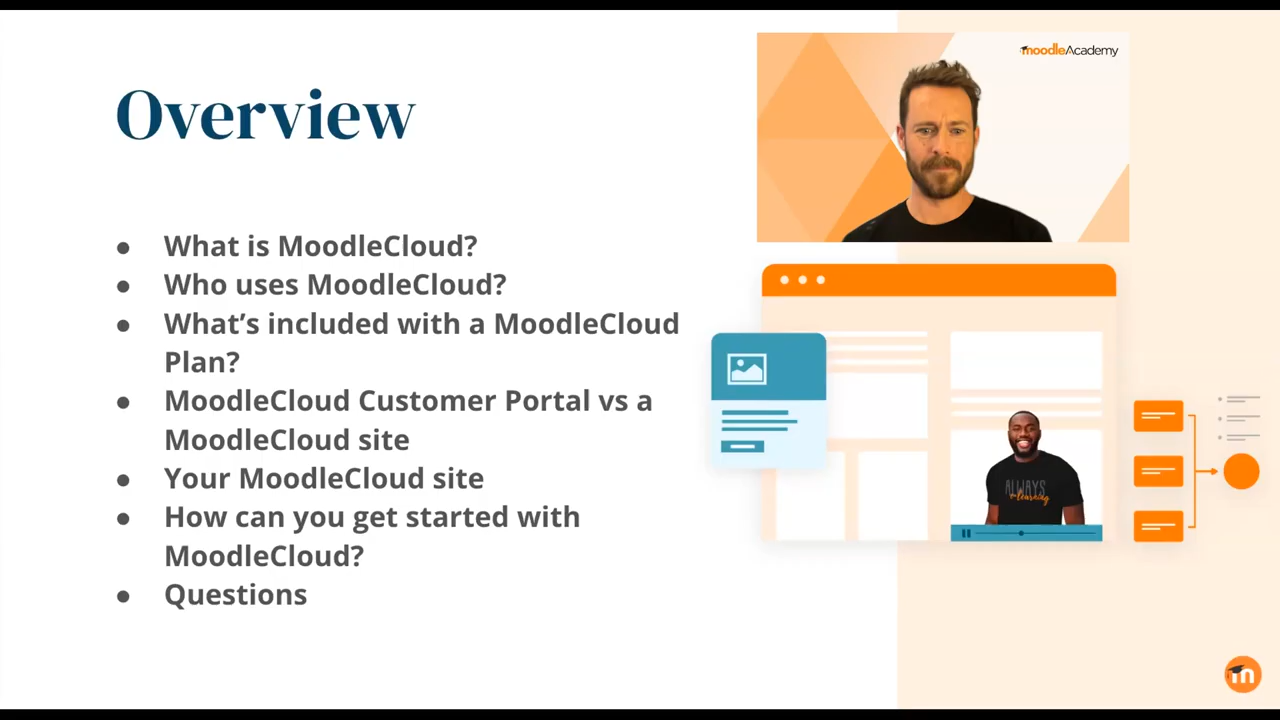 Overview
moodleAcademy
● What is MoodleCloud?
● Who uses MoodleCloud?
● What’s included with a MoodleCloud
Plan?
● MoodleCloud Customer Portal vs a
MoodleCloud site
● Your MoodleCloud site
● How can you get started with
MoodleCloud?
● Questions
ALWAYS
learning
m